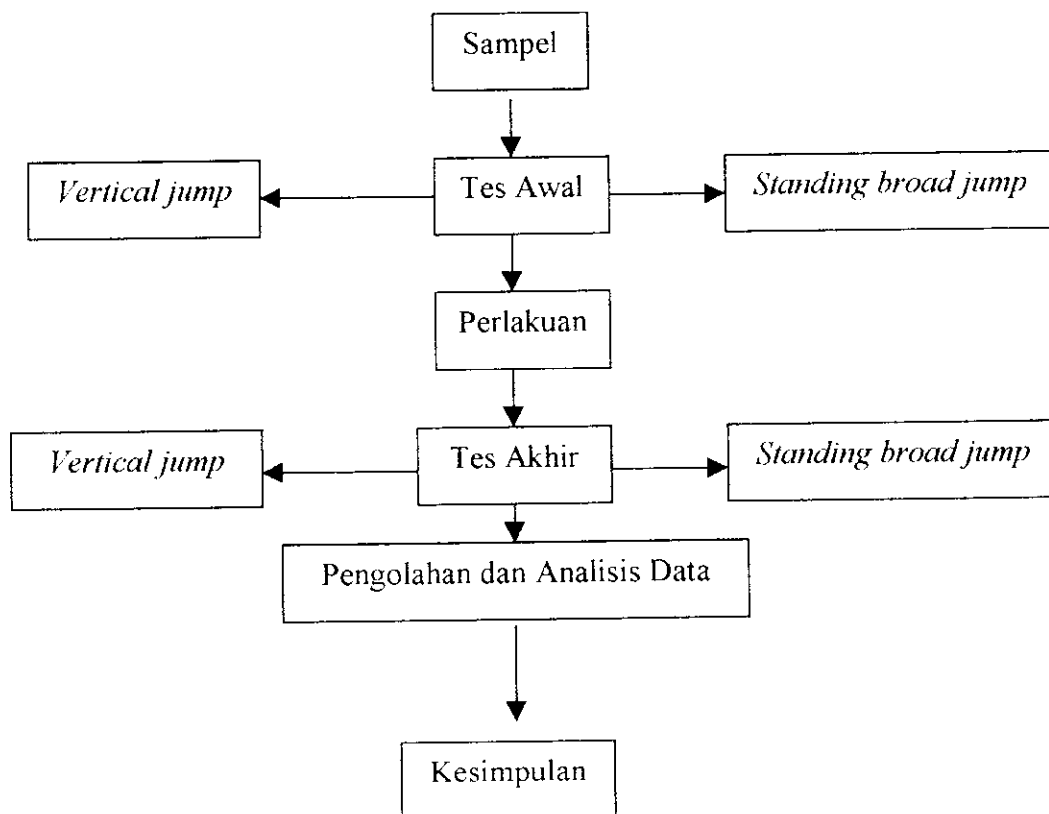 Sampel
Vertical jump
Tes Awal
Standing broad jump
Perlakuan
Vertical jump
Tes Akhir
Standing broad jump
Pengolahan dan Analisis Data
Kesimpulan